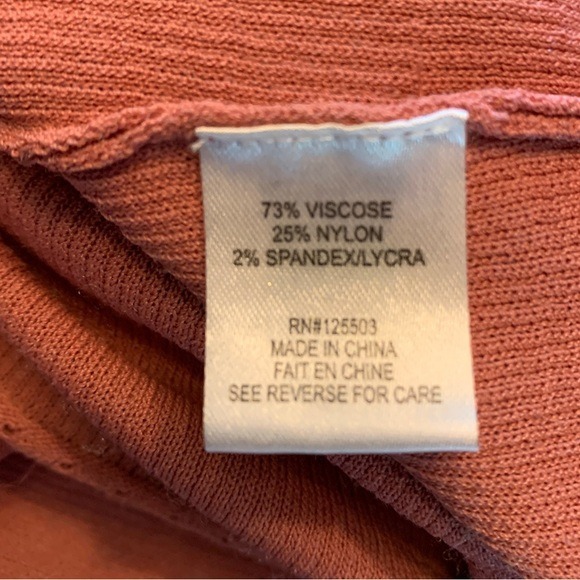 73% VISCOSE
25% NYLON
2% SPANDEX/LYCRA
RN#125503
MADE IN CHINA
FAIT EN CHINE
SEE REVERSE FOR CARE